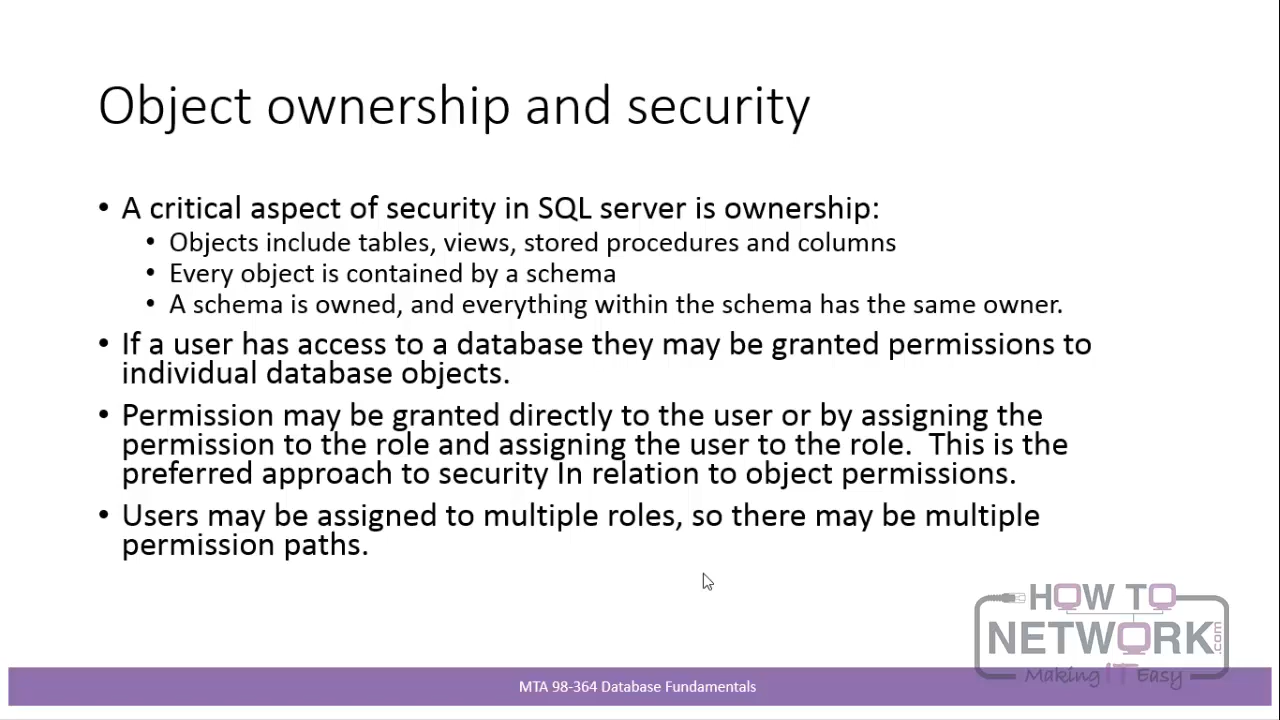 Object ownership and security
• A critical aspect of security in SQL server is ownership:
• Objects include tables, views, stored procedures and columns
• Every object is contained by a schema
• A schema is owned, and everything within the schema has the same owner.
• If a user has access to a database they may be granted permissions to
individual database objects.
• Permission may be granted directly to the user or by assigning the
permission to the role and assigning the user to the role.  This is the
preferred approach to security In relation to object permissions.
• Users may be assigned to multiple roles, so there may be multiple
permission paths.
HOW TO
NETWORK.com
Making IT Easy
MTA 98-364 Database Fundamentals